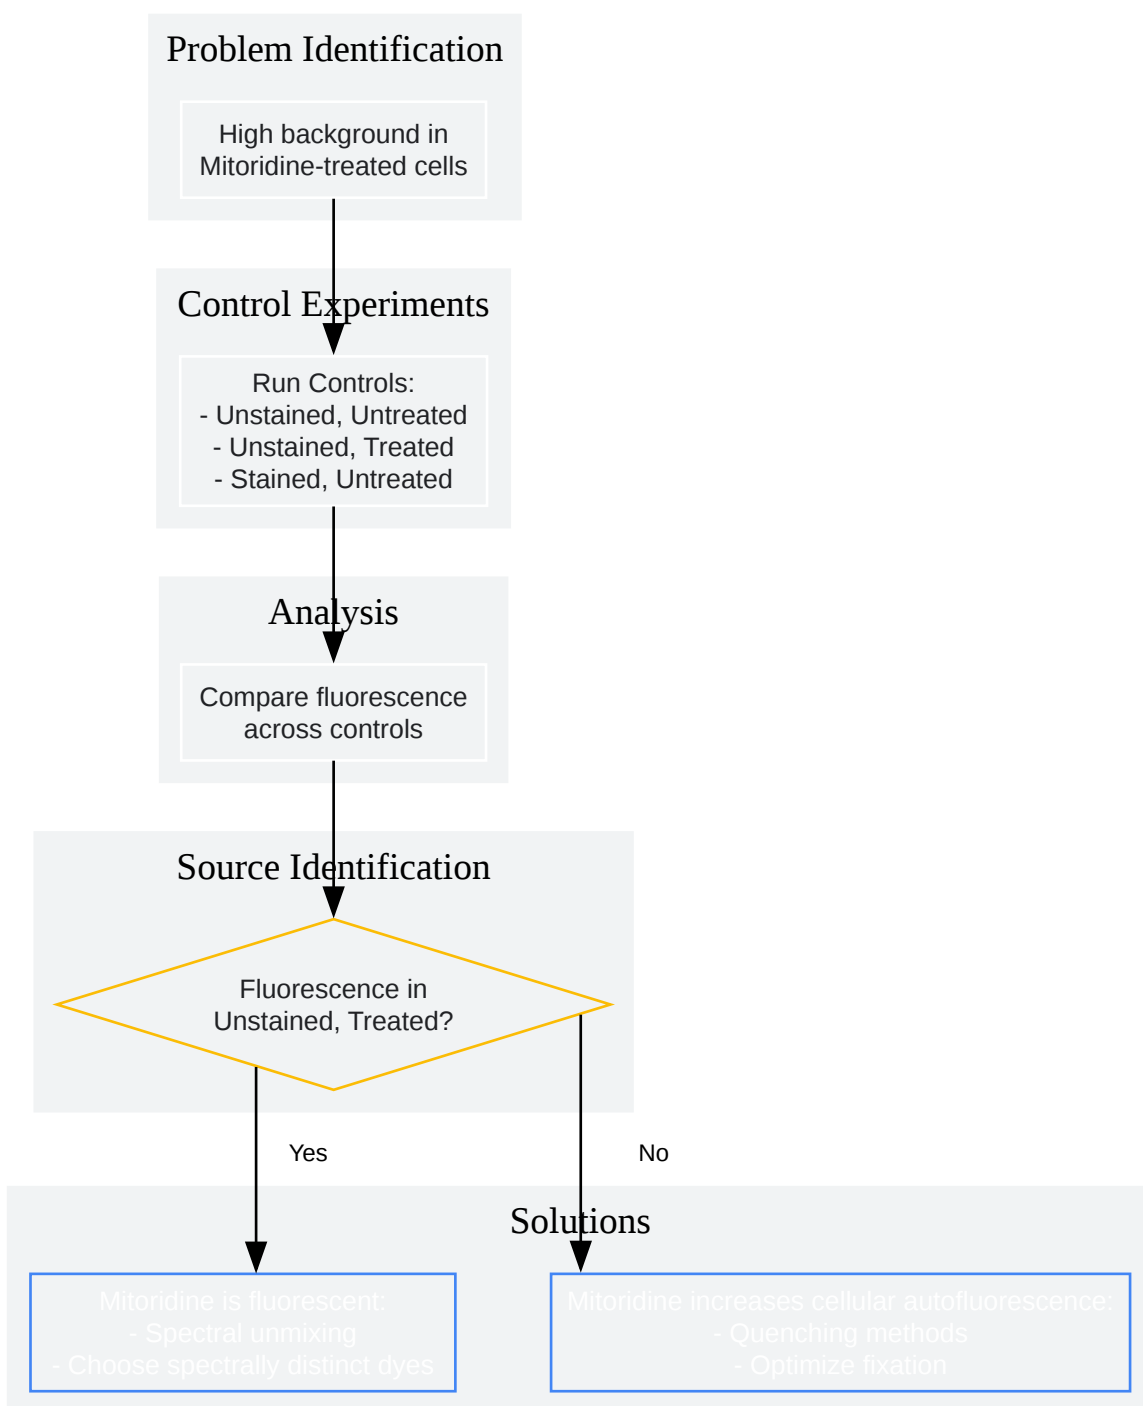 Problem Identification
High background in
Mitoridine-treated cells
Control Experiments
Run Controls:
- Unstained, Untreated
- Unstained, Treated
- Stained, Untreated
Analysis
Compare fluorescence
across controls
Source Identification
Fluorescence in
Unstained, Treated?
Yes
No
Solutions
Mitoridine is fluorescent:
- Spectral unmixing
- Choose spectrally distinct dyes
Mitoridine increases cellular autofluorescence:
- Quenching methods
- Optimize fixation